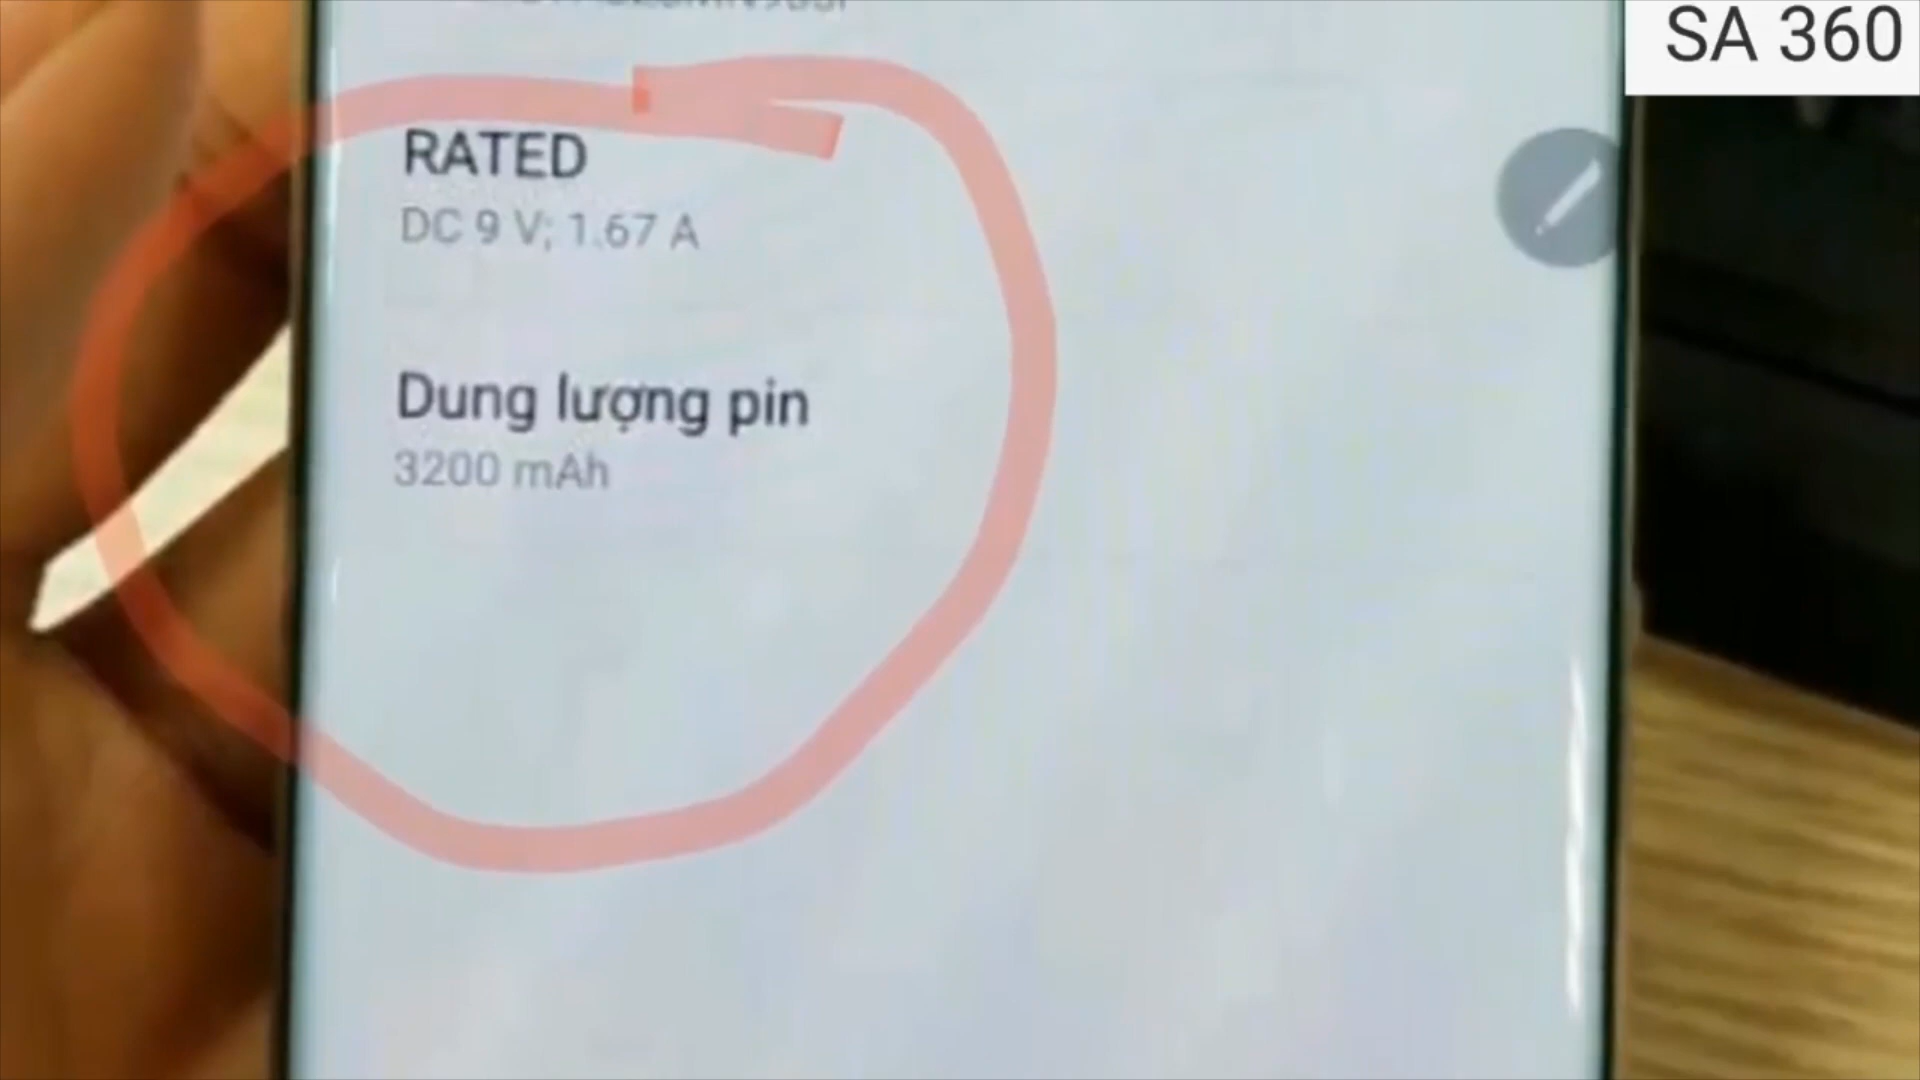 SA 360
RATED
DC 9 V; 1.67 A
Dung lượng pin
3200 mAh